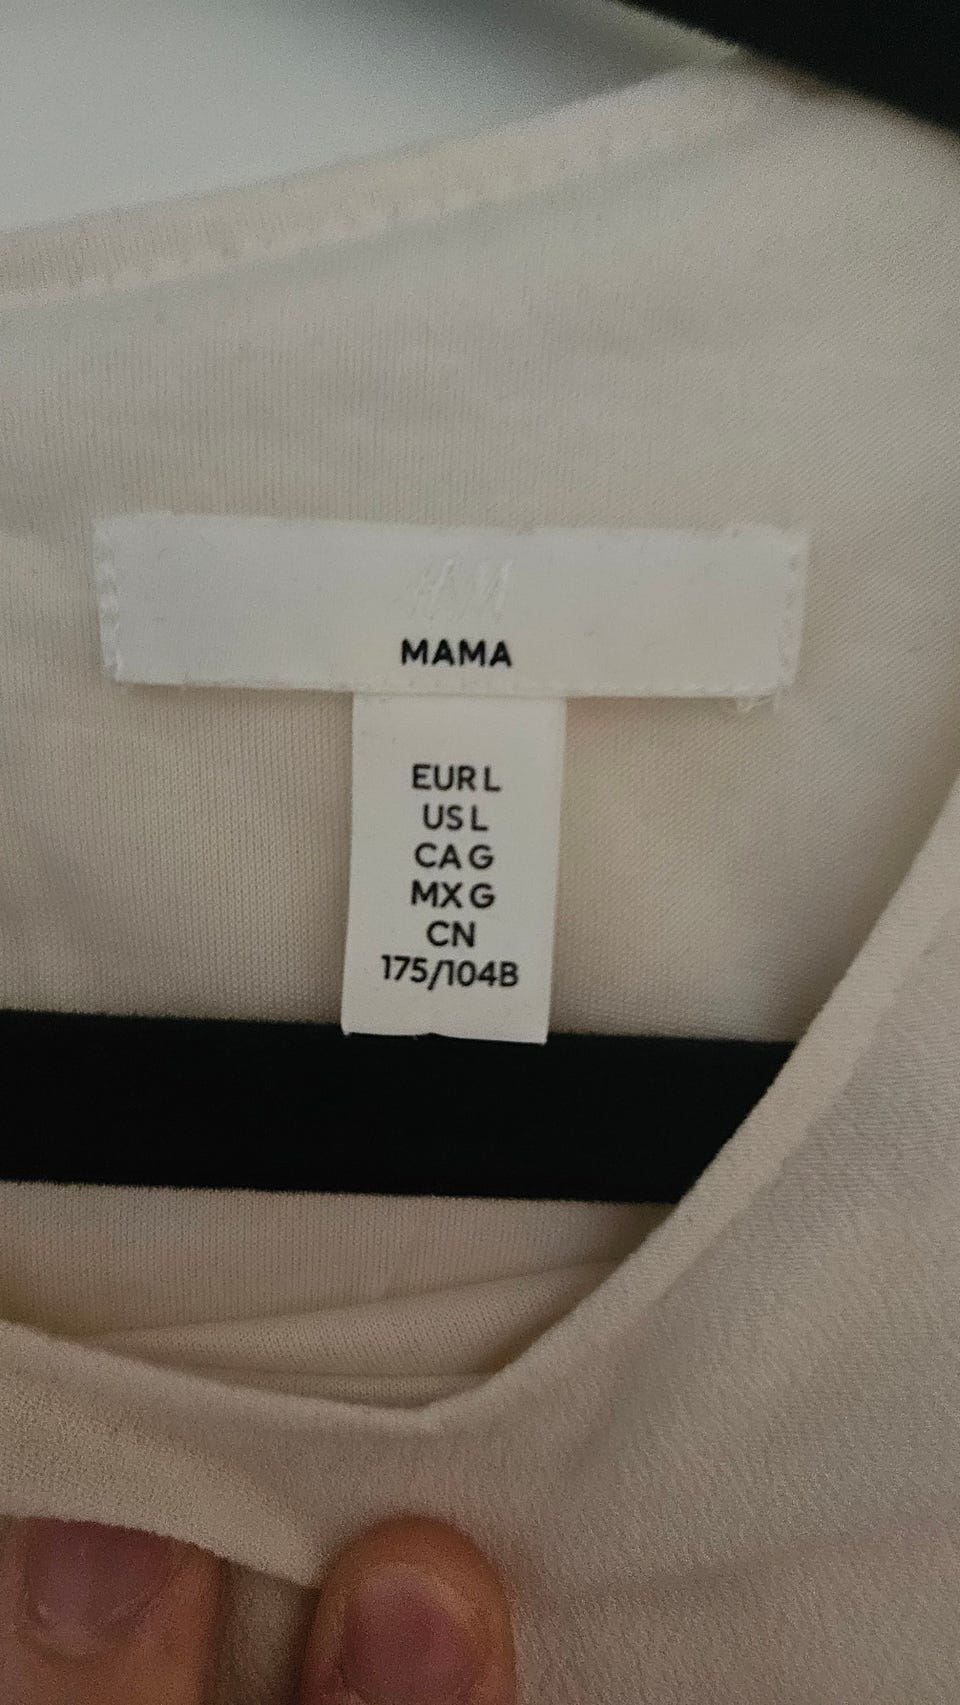 H&M
MAMA
EUR L
US L
CA G
MX G
CN
175/104B